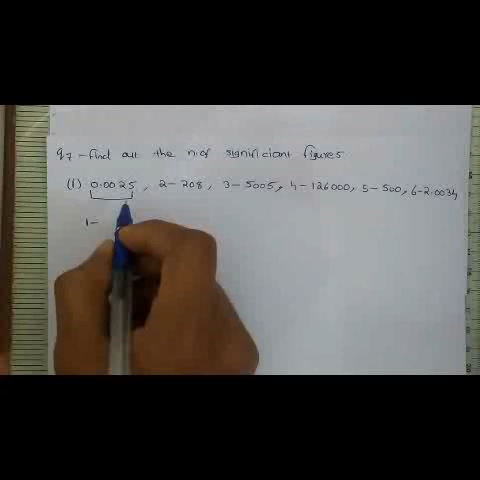 q7 - find out the n.of significiant figures
(1) 0.0025, 2- 208, 3- 5005, 4- 126000, 5- 500, 6- 2.0034
1-